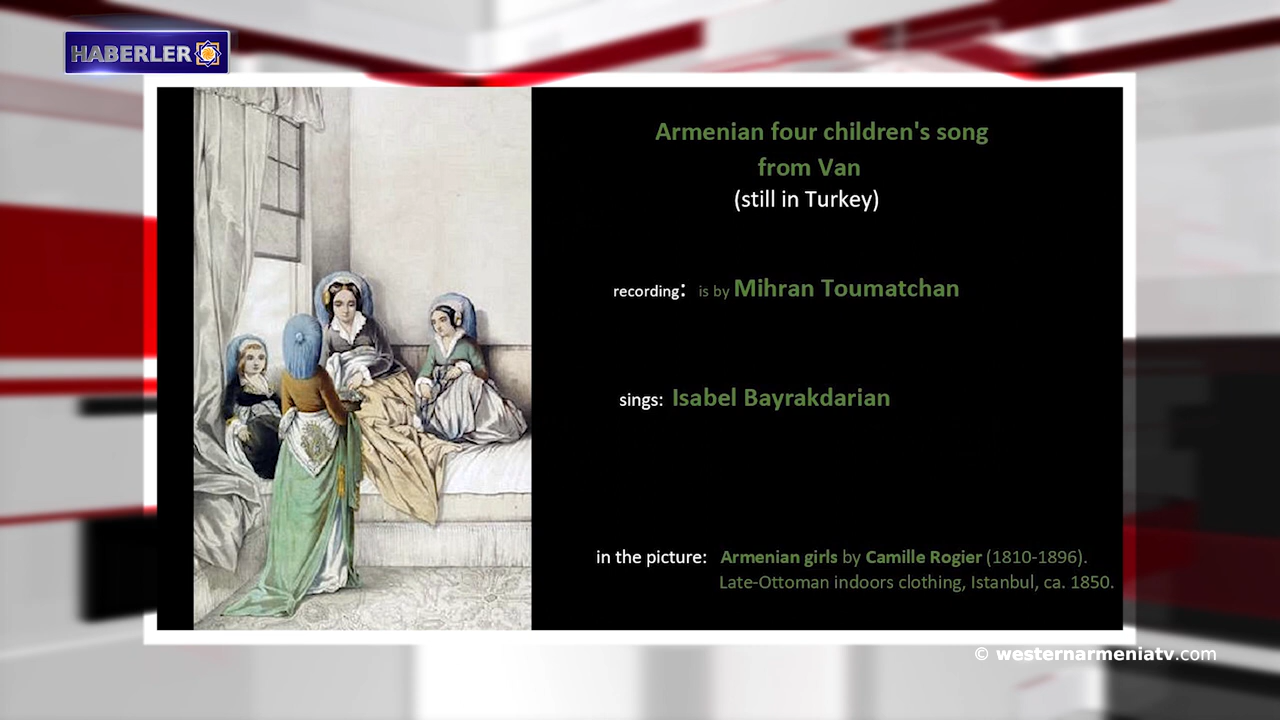 HABERLER
Armenian four children's song
from Van
(still in Turkey)
recording: is by Mihran Toumatchan
sings: Isabel Bayrakdarian
in the picture: Armenian girls by Camille Rogier (1810-1896).
Late-Ottoman indoors clothing, Istanbul, ca. 1850.
© westernarmeniatv.com